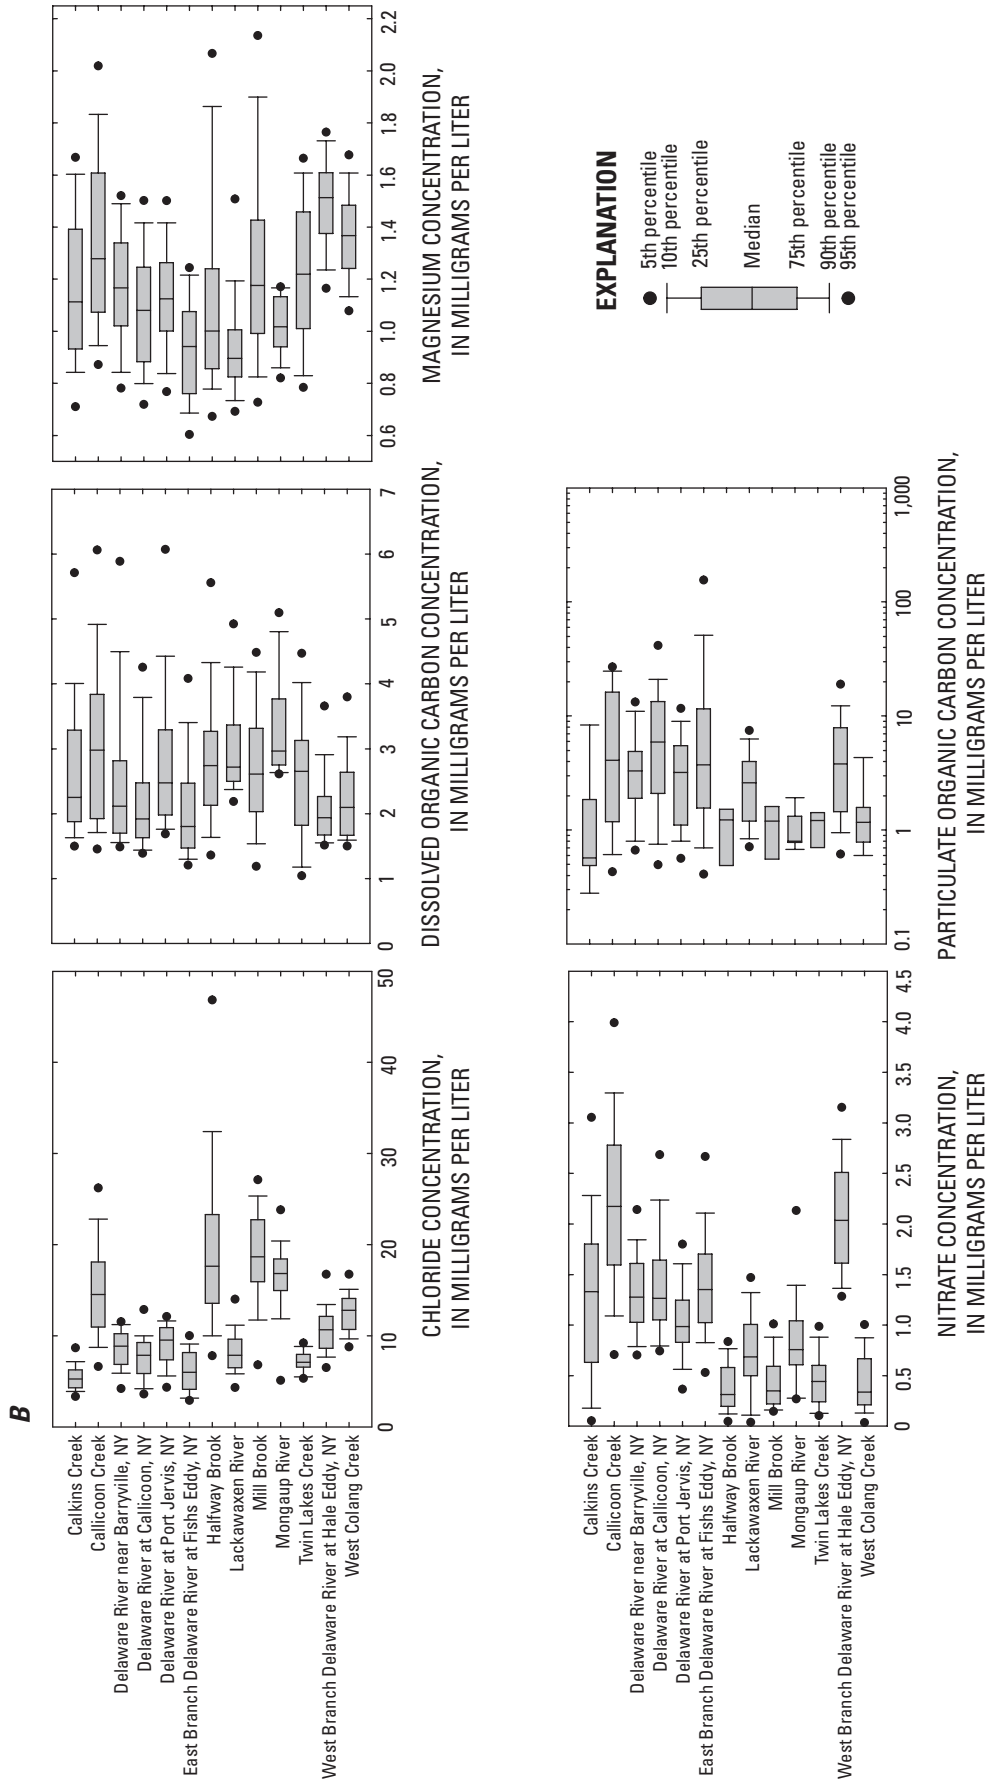 B
Calkins Creek
Callicoon Creek
Delaware River near Barryville, NY
Delaware River at Callicoon, NY
Delaware River at Port Jervis, NY
East Branch Delaware River at Fishs Eddy, NY
Halfway Brook
Lackawaxen River
Mill Brook
Mongaup River
Twin Lakes Creek
West Branch Delaware River at Hale Eddy, NY
West Colang Creek
0 10 20 30 40 50
CHLORIDE CONCENTRATION,
IN MILLIGRAMS PER LITER
0 1 2 3 4 5 6 7
DISSOLVED ORGANIC CARBON CONCENTRATION,
IN MILLIGRAMS PER LITER
0.6 0.8 1.0 1.2 1.4 1.6 1.8 2.0 2.2
MAGNESIUM CONCENTRATION,
IN MILLIGRAMS PER LITER
Calkins Creek
Callicoon Creek
Delaware River near Barryville, NY
Delaware River at Callicoon, NY
Delaware River at Port Jervis, NY
East Branch Delaware River at Fishs Eddy, NY
Halfway Brook
Lackawaxen River
Mill Brook
Mongaup River
Twin Lakes Creek
West Branch Delaware River at Hale Eddy, NY
West Colang Creek
0 0.5 1.0 1.5 2.0 2.5 3.0 3.5 4.0 4.5
NITRATE CONCENTRATION,
IN MILLIGRAMS PER LITER
0.1 1 10 100 1,000
PARTICULATE ORGANIC CARBON CONCENTRATION,
IN MILLIGRAMS PER LITER
EXPLANATION
5th percentile
10th percentile
25th percentile
Median
75th percentile
90th percentile
95th percentile